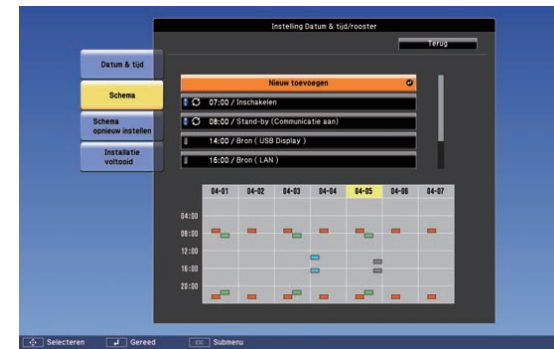 Instelling Datum & tijd/rooster
Terug
Datum & tijd
Schema
Schema
opnieuw instellen
Installatie
voltooid
Nieuw toevoegen
07:00 / Inschakelen
08:00 / Stand-by (Communicatie aan)
14:00 / Bron ( USB Display )
16:00 / Bron ( LAN )
04-01 04-02 04-03 04-04 04-05 04-06 04-07
04:00
08:00
12:00
16:00
20:00
Selecteren Gereed Submenu